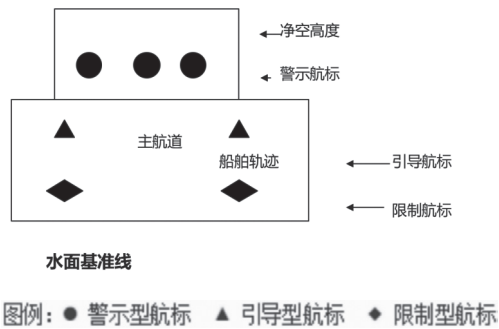 净空高度
警示航标
主航道
船舶轨迹
引导航标
限制航标
水面基准线
图例：● 警示型航标 ▲ 引导型航标 ◆ 限制型航标